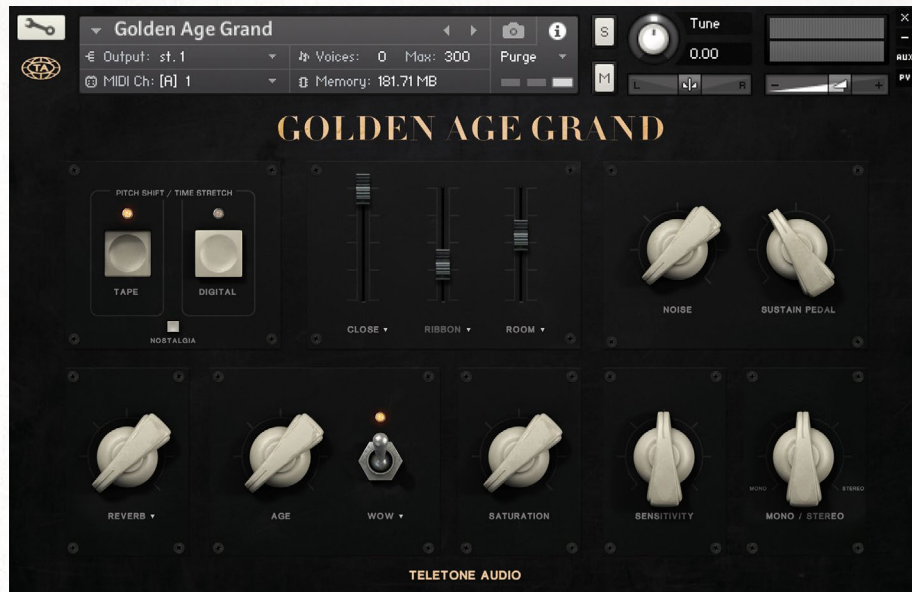 Golden Age Grand
Output: st. 1
Voices: 0 Max: 300
Purge
MIDI Ch: [A] 1
Memory: 181.71 MB
S
M
Tune
0.00
L R
- +
×
-
AUX
PV
TA
GOLDEN AGE GRAND
PITCH SHIFT / TIME STRETCH
TAPE
DIGITAL
NOSTALGIA
CLOSE
RIBBON
ROOM
NOISE
SUSTAIN PEDAL
REVERB
AGE
WOW
SATURATION
SENSITIVITY
MONO
STEREO
MONO / STEREO
TELETONE AUDIO